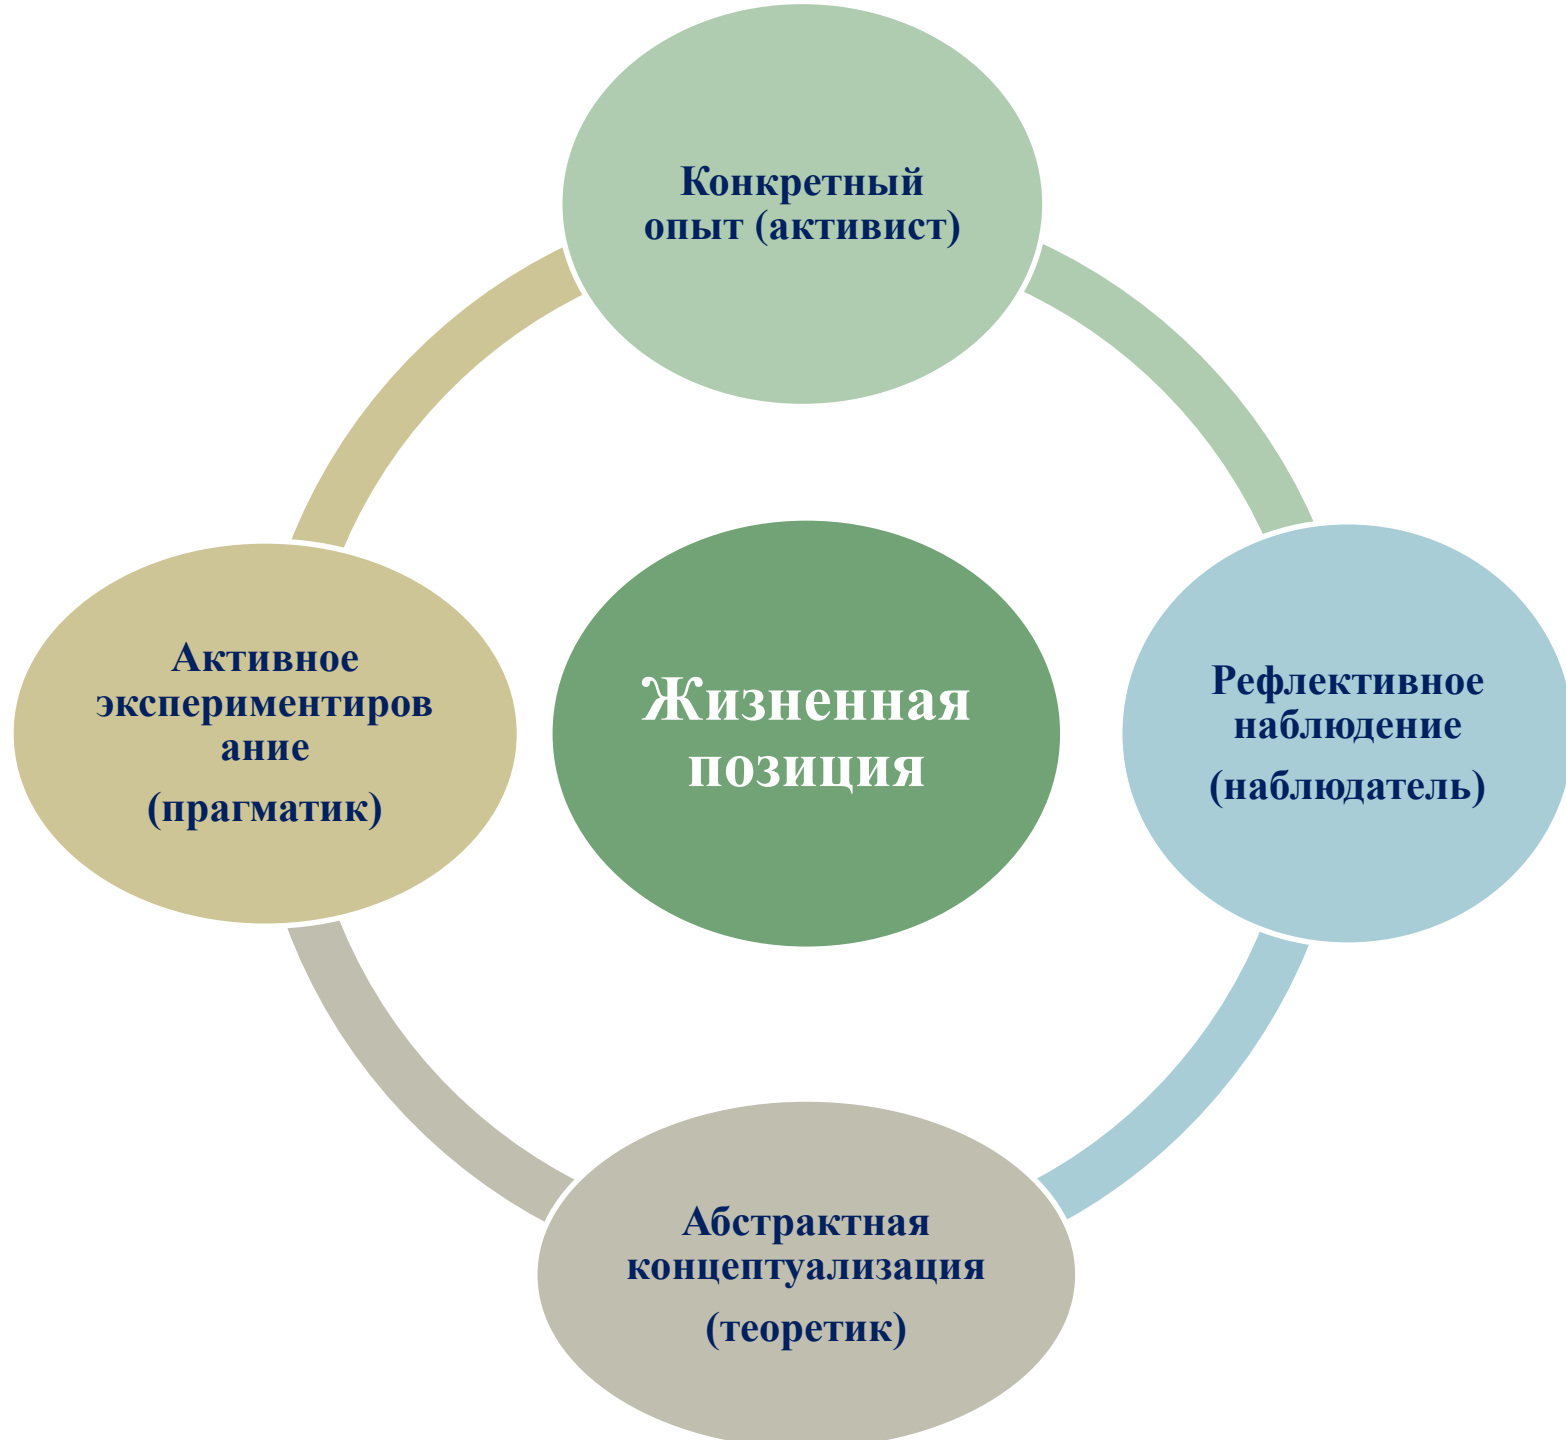 Конкретный
опыт (активист)
Активное
экспериментиров
ание
(прагматик)
Жизненная
позиция
Рефлективное
наблюдение
(наблюдатель)
Абстрактная
концептуализация
(теоретик)